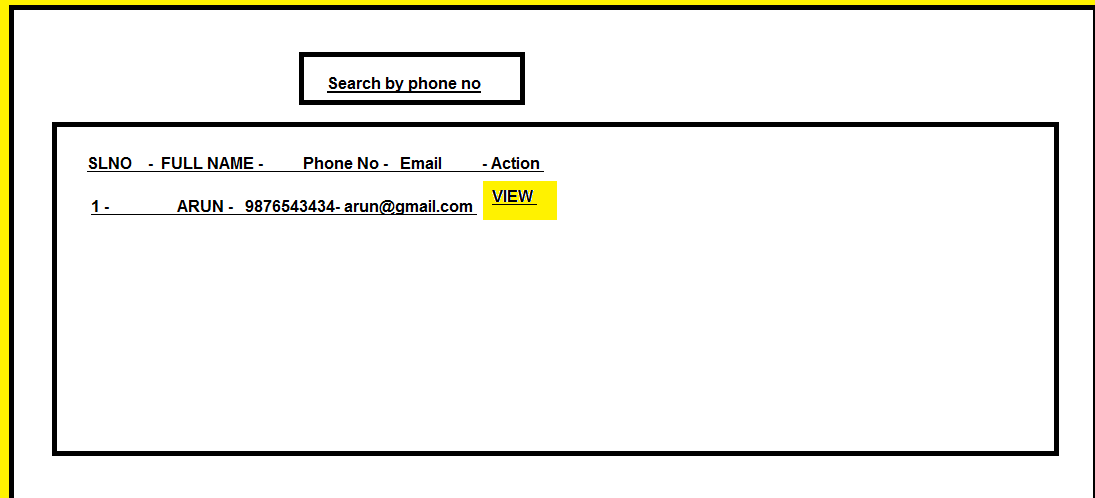 Search by phone no
SLNO - FULL NAME - Phone No - Email - Action
1 - ARUN - 9876543434- arun@gmail.com VIEW